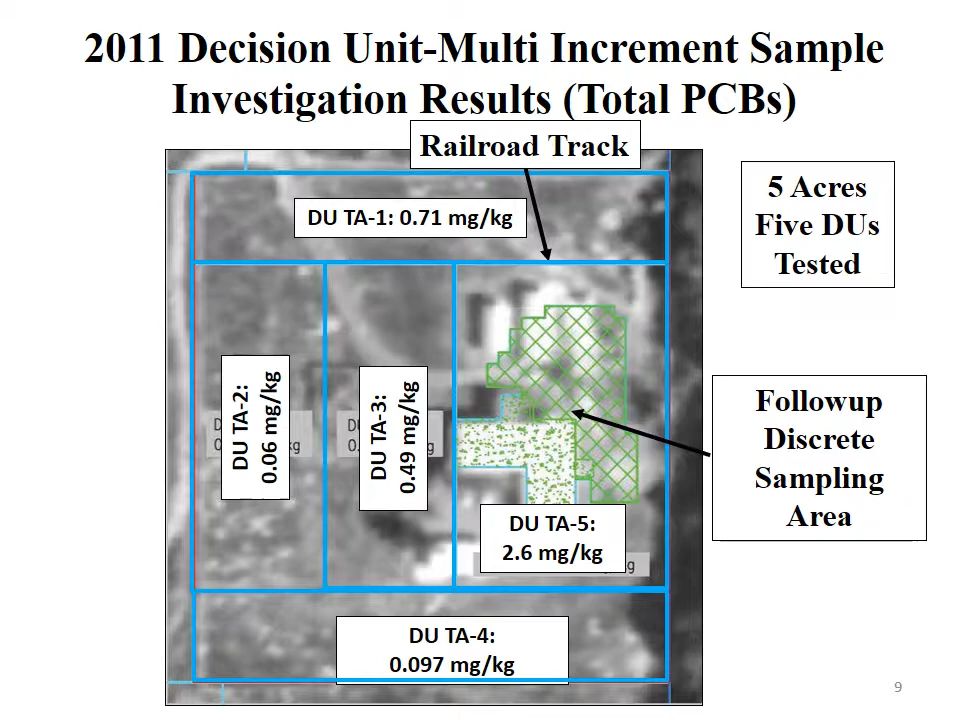 2011 Decision Unit-Multi Increment Sample
Investigation Results (Total PCBs)
Railroad Track
DU TA-1: 0.71 mg/kg
5 Acres
Five DUs
Tested
DU TA-2:
0.06 mg/kg
DU TA-3:
0.49 mg/kg
Followup
Discrete
Sampling
Area
DU TA-5:
2.6 mg/kg
DU TA-4:
0.097 mg/kg
9